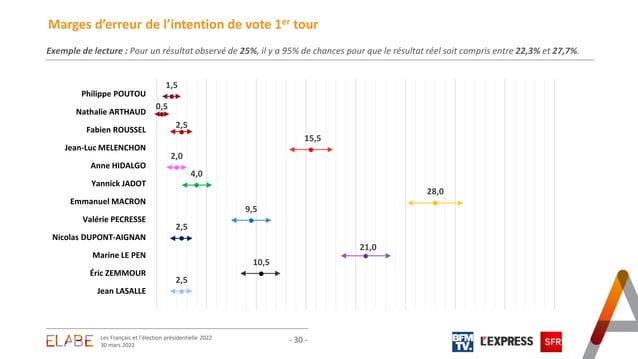 Marges d’erreur de l’intention de vote 1er tour
Exemple de lecture : Pour un résultat observé de 25%, il y a 95% de chances pour que le résultat réel soit compris entre 22,3% et 27,7%.
Philippe POUTOU 1,5
Nathalie ARTHAUD 0,5
Fabien ROUSSEL 2,5
Jean-Luc MELENCHON 15,5
Anne HIDALGO 2,0
Yannick JADOT 4,0
Emmanuel MACRON 28,0
Valérie PECRESSE 9,5
Nicolas DUPONT-AIGNAN 2,5
Marine LE PEN 21,0
Éric ZEMMOUR 10,5
Jean LASALLE 2,5
ELABE
Les Français et l’élection présidentielle 2022
30 mars 2022
- 30 -
BFM
TV.
L'EXPRESS
SFR